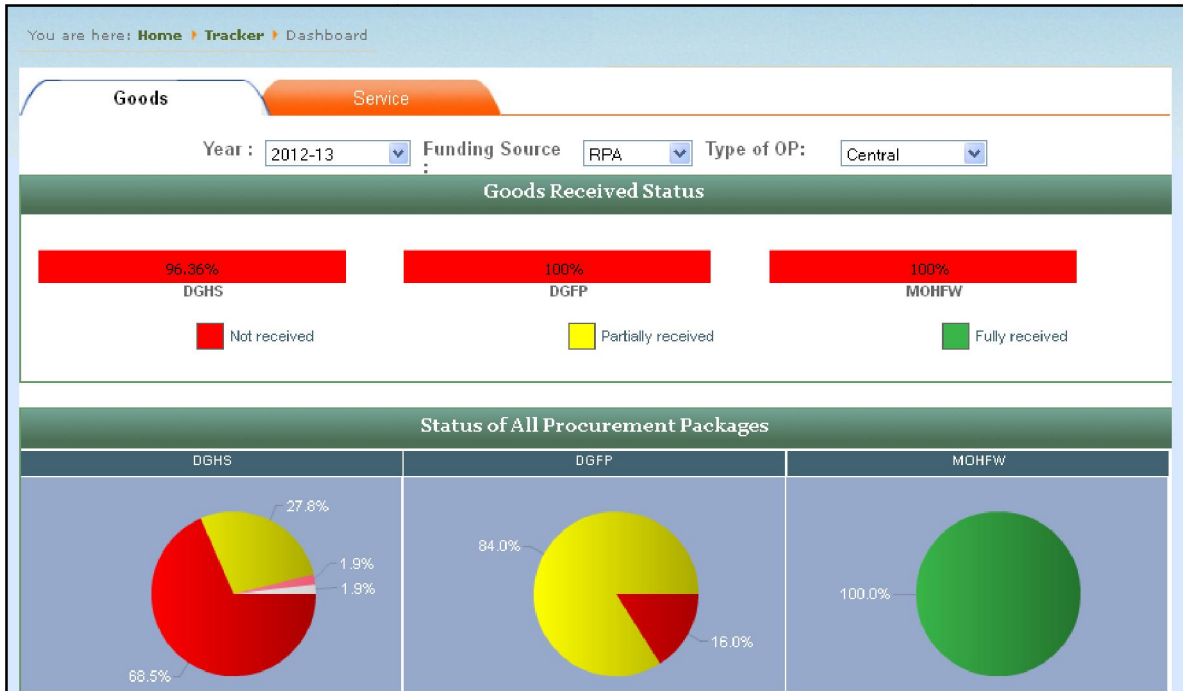 You are here: Home Tracker Dashboard
Goods Service
Year : 2012-13 Funding Source : RPA Type of OP: Central
Goods Received Status
96.36% 100% 100%
DGHS DGFP MOHFW
Not received Partially received Fully received
Status of All Procurement Packages
DGHS DGFP MOHFW
27.8%
84.0%
1.9%
1.9% 100.0%
16.0%
68.5%